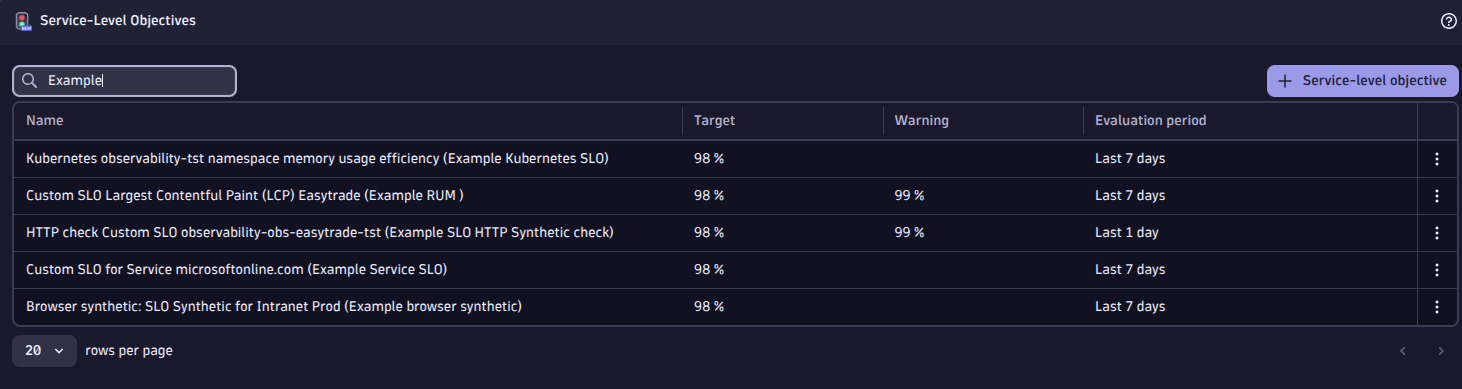 Service-Level Objectives
Example
Service-level objective
Name Target Warning Evaluation period
Kubernetes observability-tst namespace memory usage efficiency (Example Kubernetes SLO) 98 % Last 7 days
Custom SLO Largest Contentful Paint (LCP) Easytrade (Example RUM ) 98 % 99 % Last 7 days
HTTP check Custom SLO observability-obs-easytrade-tst (Example SLO HTTP Synthetic check) 98 % 99 % Last 1 day
Custom SLO for Service microsoftonline.com (Example Service SLO) 98 % Last 7 days
Browser synthetic: SLO Synthetic for Intranet Prod (Example browser synthetic) 98 % Last 7 days
20 rows per page